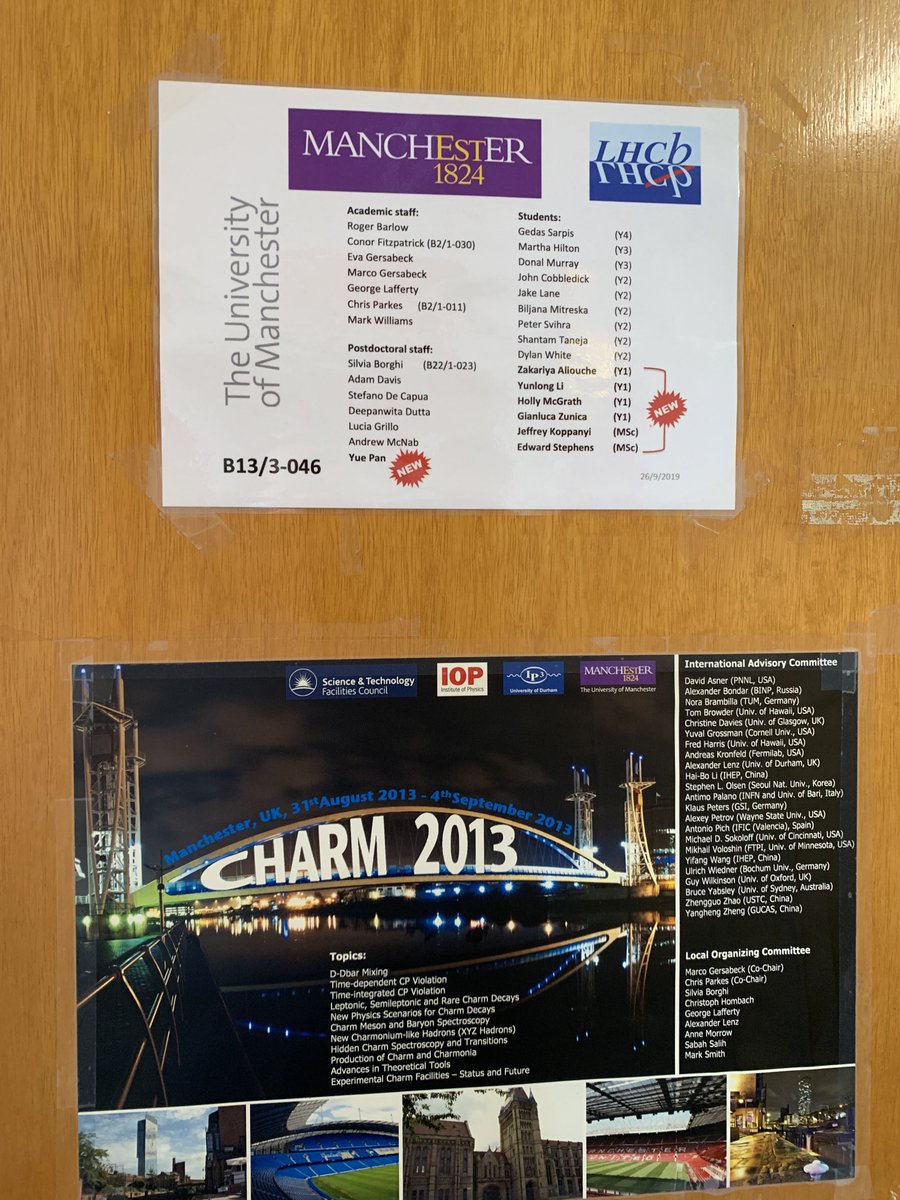 MANCHESTER
1824
LHCb
The University
of Manchester
Academic staff:
Roger Barlow
Conor Fitzpatrick (B2/1-030)
Eva Gersabeck
Marco Gersabeck
George Lafferty
Chris Parkes (B2/1-011)
Mark Williams
Postdoctoral staff:
Silvia Borghi (B22/1-023)
Adam Davis
Stefano De Capua
Deepanwita Dutta
Lucia Grillo
Andrew McNab
Yue Pan
NEW
B13/3-046
Students:
Gedas Sarpis (Y4)
Martha Hilton (Y3)
Donal Murray (Y3)
John Cobbledick (Y2)
Jake Lane (Y2)
Biljana Mitreska (Y2)
Peter Svihra (Y2)
Shantam Taneja (Y2)
Dylan White (Y2)
Zakariya Aliouche (Y1)
Yunlong Li (Y1)
Holly McGrath (Y1)
Gianluca Zunica (Y1)
Jeffrey Koppanyi (MSc)
Edward Stephens (MSc)
NEW
26/9/2019
Science & Technology
Facilities Council
IOP
Institute of Physics
IP3
University of Durham
MANCHESTER
1824
The University of Manchester
Manchester, UK, 31stAugust 2013 - 4thSeptember 2013
CHARM 2013
Topics:
D-Dbar Mixing
Time-dependent CP Violation
Time-integrated CP Violation
Leptonic, Semileptonic and Rare Charm Decays
New Physics Scenarios for Charm Decays
Charm Meson and Baryon Spectroscopy
New Charmonium-like Hadrons (XYZ Hadrons)
Hidden Charm Spectroscopy and Transitions
Production of Charm and Charmonia
Advances in Theoretical Tools
Experimental Charm Facilities – Status and Future
International Advisory Committee
David Asner (PNNL, USA)
Alexander Bondar (BINP, Russia)
Nora Brambilla (TUM, Germany)
Tom Browder (Univ. of Hawaii, USA)
Christine Davies (Univ. of Glasgow, UK)
Yuval Grossman (Cornell Univ., USA)
Fred Harris (Univ. of Hawaii, USA)
Andreas Kronfeld (Fermilab, USA)
Alexander Lenz (Univ. of Durham, UK)
Hai-Bo Li (IHEP, China)
Stephen L. Olsen (Seoul Nat. Univ., Korea)
Antimo Palano (INFN and Univ. of Bari, Italy)
Klaus Peters (GSI, Germany)
Alexey Petrov (Wayne State Univ., USA)
Antonio Pich (IFIC (Valencia), Spain)
Michael D. Sokoloff (Univ. of Cincinnati, USA)
Mikhail Voloshin (FTPI, Univ. of Minnesota, USA)
Yifang Wang (IHEP, China)
Ulrich Wiedner (Bochum Univ., Germany)
Guy Wilkinson (Univ. of Oxford, UK)
Bruce Yabsley (Univ. of Sydney, Australia)
Zhengguo Zhao (USTC, China)
Yangheng Zheng (GUCAS, China)
Local Organizing Committee
Marco Gersabeck (Co-Chair)
Chris Parkes (Co-Chair)
Silvia Borghi
Christoph Hombach
George Lafferty
Alexander Lenz
Anne Morrow
Sabah Salih
Mark Smith
MANCHESTER
UNITED